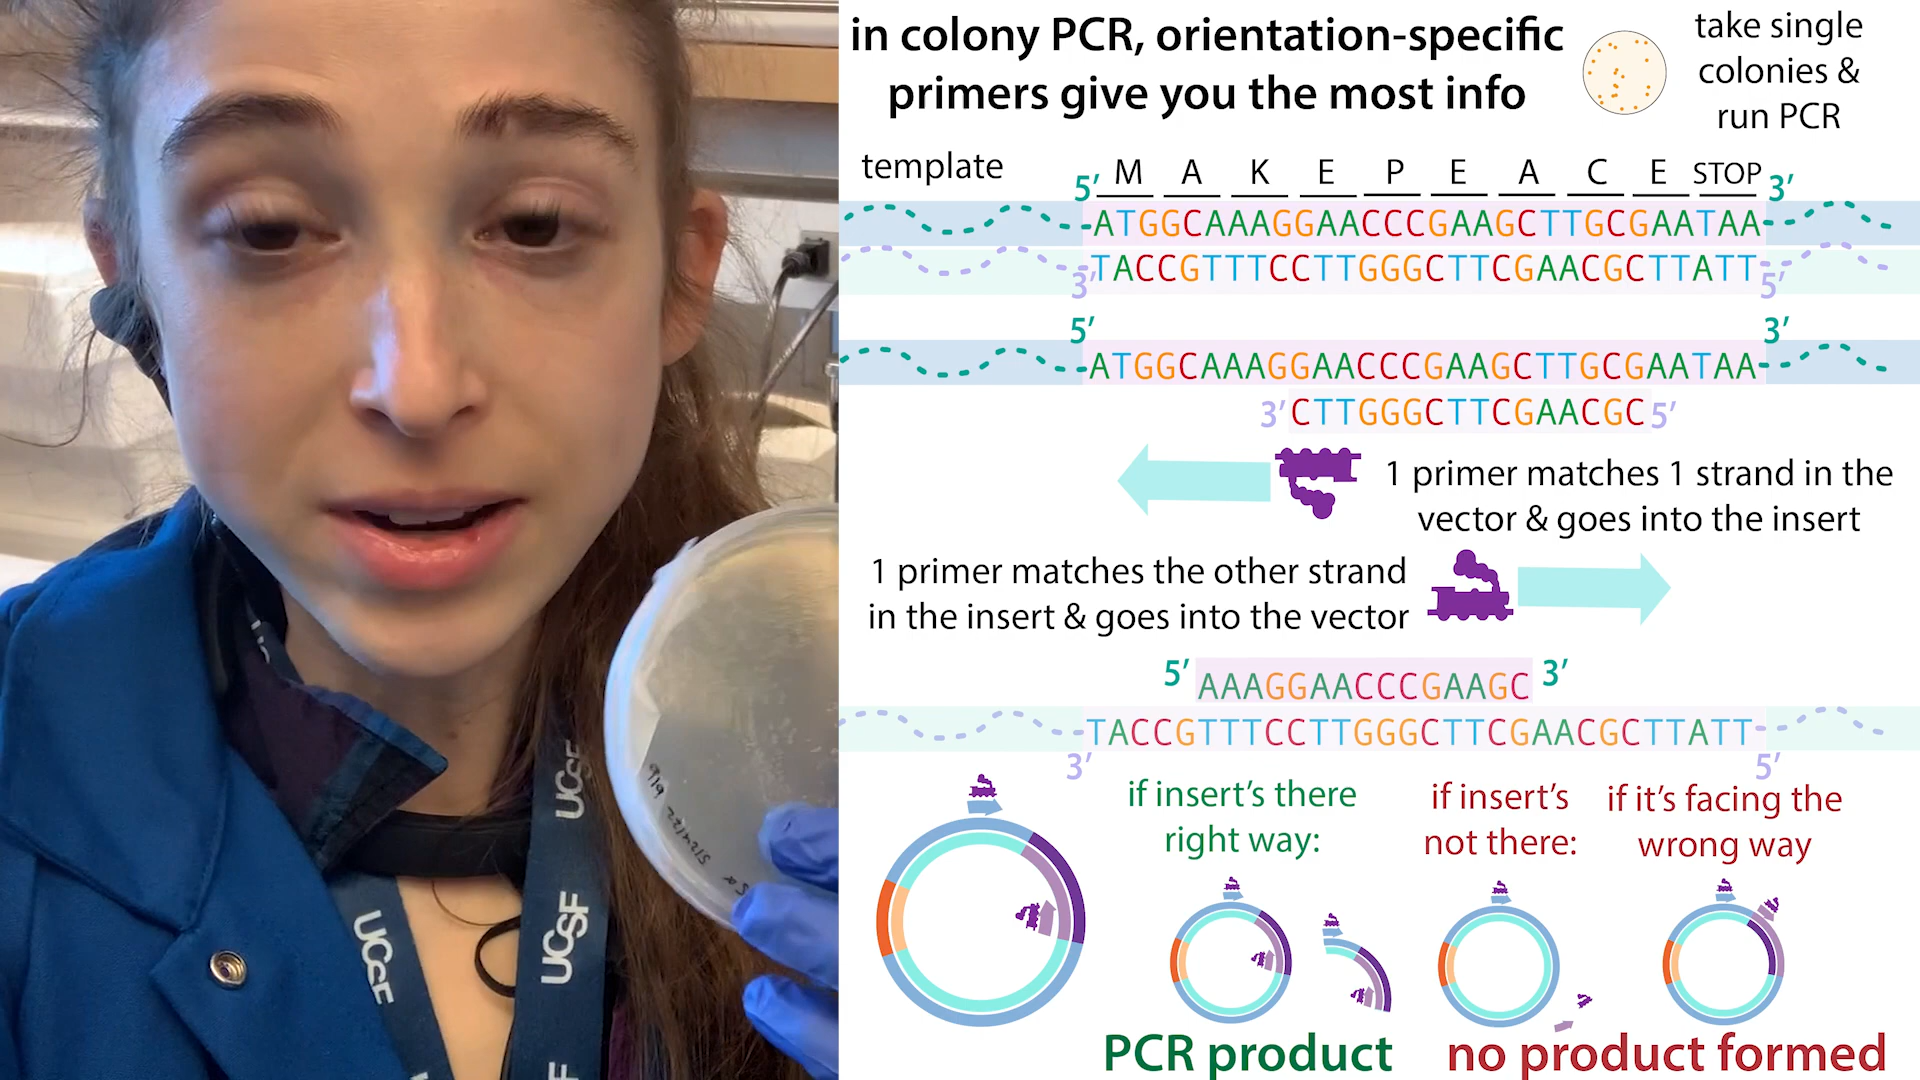 in colony PCR, orientation-specific
primers give you the most info
take single
colonies &
run PCR
template
M A K E P E A C E STOP
5’ 3’
ATGGCAAAGGAACCCGAAGCTTGCGAATAA
TACCGTTTCCTTGGGCTTCGAACGCTTATT
3’ 5’
5’ 3’
ATGGCAAAGGAACCCGAAGCTTGCGAATAA
3’ CTTGGGCTTCGAACGC 5’
1 primer matches 1 strand in the
vector & goes into the insert
1 primer matches the other strand
in the insert & goes into the vector
5’ AAAGGAACCCGAAGC 3’
TACCGTTTCCTTGGGCTTCGAACGCTTATT
3’ 5’
if insert’s there
right way:
if insert’s
not there:
if it’s facing the
wrong way
PCR product
no product formed
UCSF
UCSF
UCSF
5/24/22